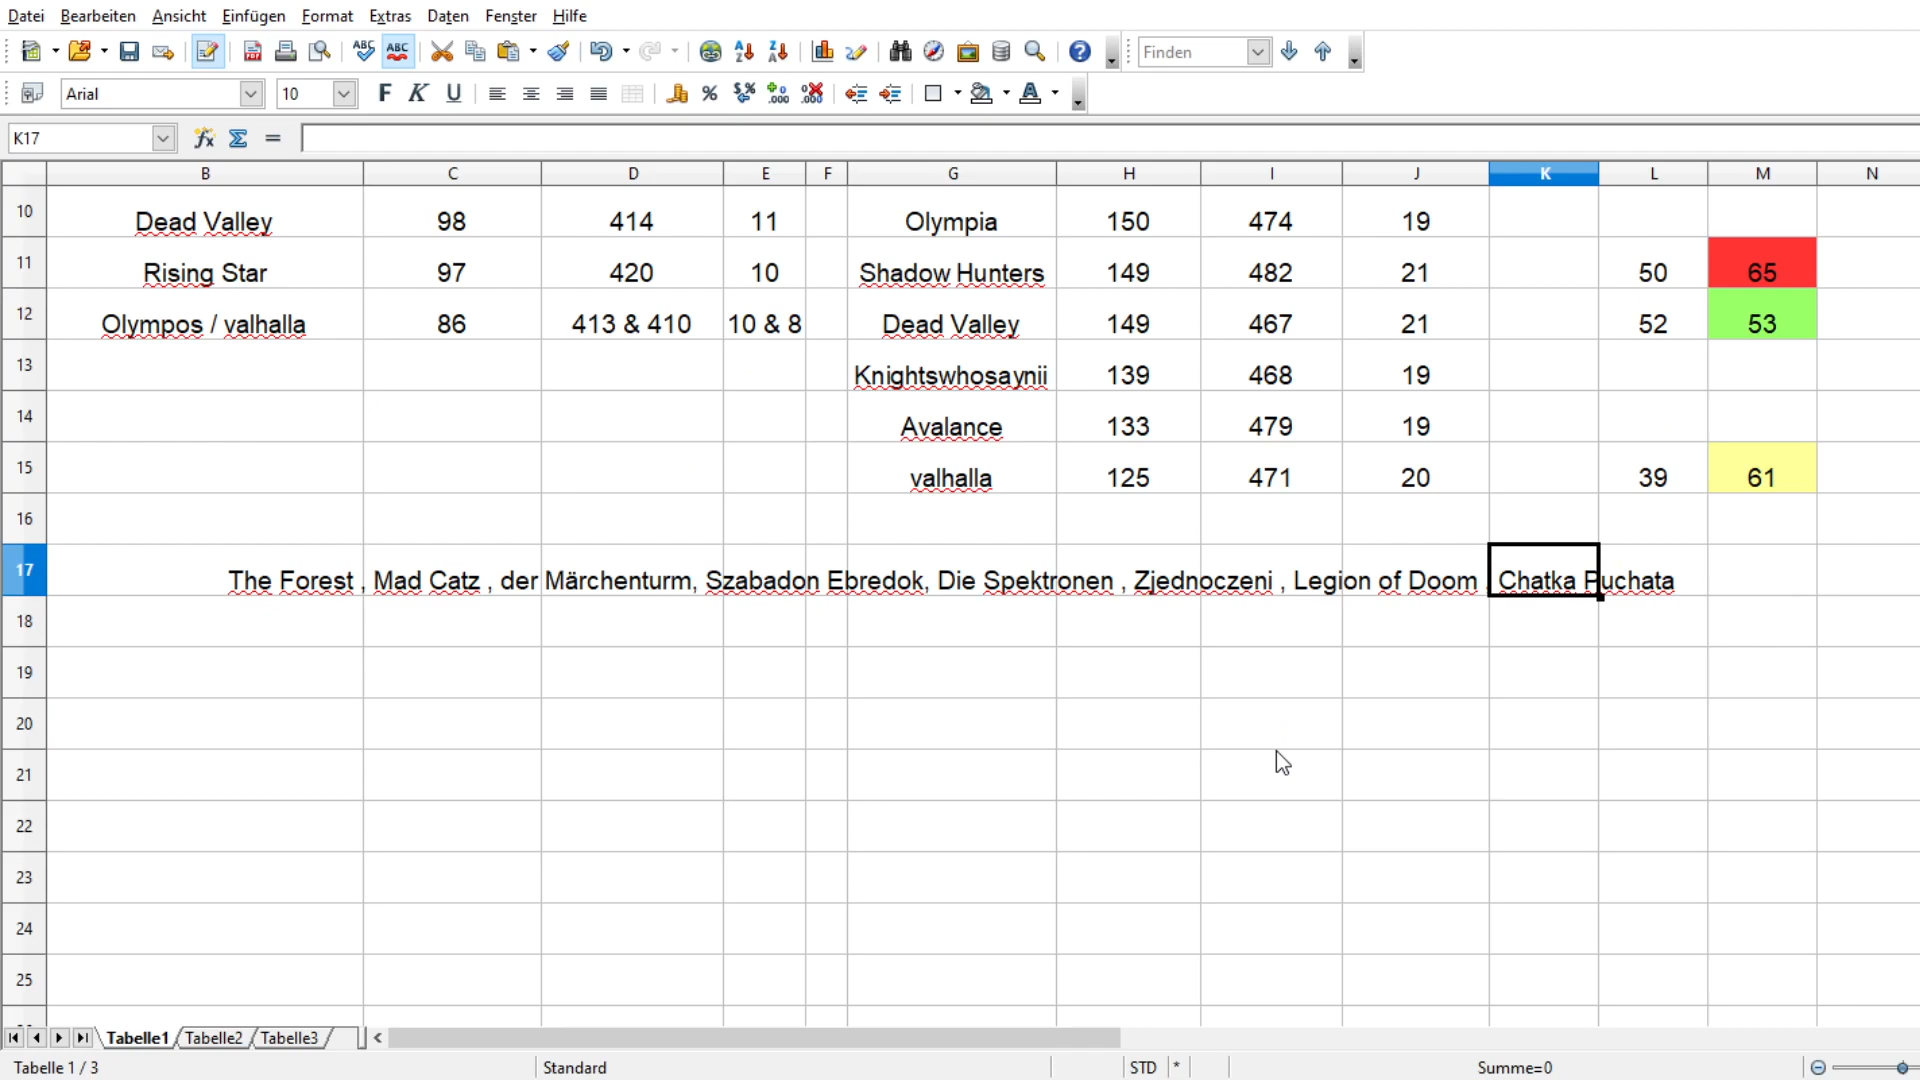 Datei Bearbeiten Ansicht Einfügen Format Extras Daten Fenster Hilfe
Finden
Arial 10 F K U
K17
B C D E F G H I J K L M N
10 Dead Valley 98 414 11 Olympia 150 474 19
11 Rising Star 97 420 10 Shadow Hunters 149 482 21 50 65
12 Olympos / valhalla 86 413 & 410 10 & 8 Dead Valley 149 467 21 52 53
13 Knightswhosaynii 139 468 19
14 Avalance 133 479 19
15 valhalla 125 471 20 39 61
16
17 The Forest , Mad Catz , der Märchenturm, Szabadon Ebredok, Die Spektronen , Zjednoczeni , Legion of Doom , Chatka Puchata
18
19
20
21
22
23
24
25
Tabelle1 Tabelle2 Tabelle3
Tabelle 1 / 3 Standard STD * Summe=0